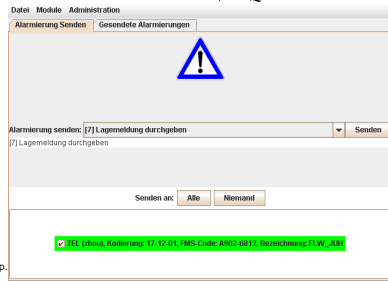 Datei Module Administration
Alarmierung Senden Gesendete Alarmierungen
Alarmierung senden: [7] Lagemeldung durchgeben Senden
[7] Lagemeldung durchgeben
Senden an: Alle Niemand
TEL (zhou), Kodierung: 17-12-01, FMS-Code: A902-6812, Bezeichnung: ELW_JUH
p.